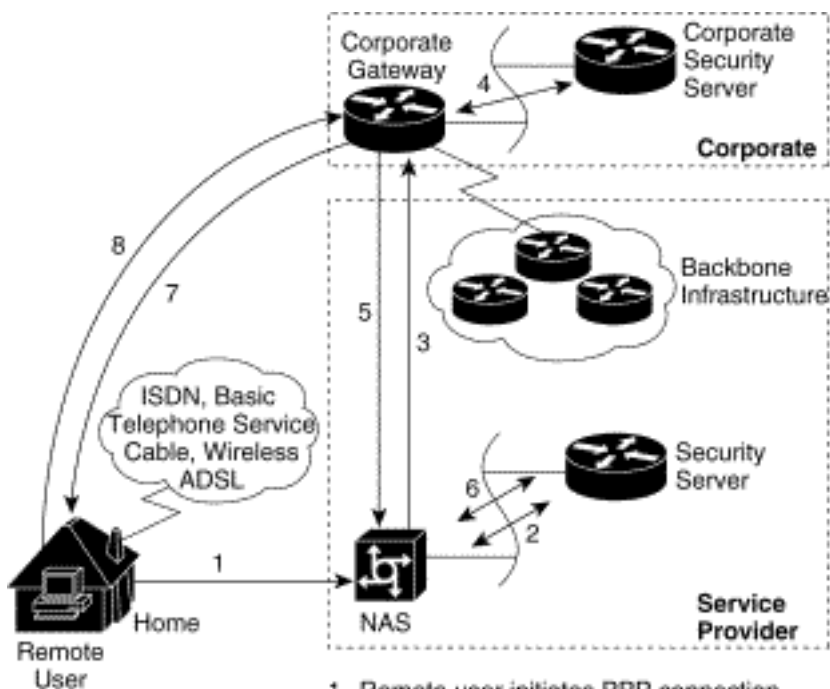 Corporate
Gateway
Corporate
Security
Server
4
Corporate
8
7
5
3
Backbone
Infrastructure
ISDN, Basic
Telephone Service
Cable, Wireless
ADSL
6
2
Security
Server
1
Home
NAS
Service
Provider
Remote
User
1 Remote user initiates PPP connection